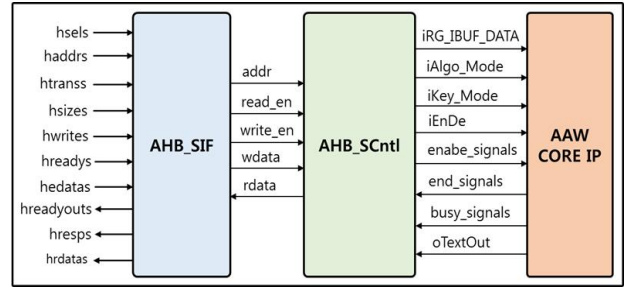 hsels
haddrs
htranss
hsizes
hwrites
hreadys
hedatas
hreadyouts
hresps
hrdatas
AHB_SIF
addr
read_en
write_en
wdata
rdata
AHB_SCntl
iRG_IBUF_DATA
iAlgo_Mode
iKey_Mode
iEnDe
enabe_signals
end_signals
busy_signals
oTextOut
AAW
CORE IP